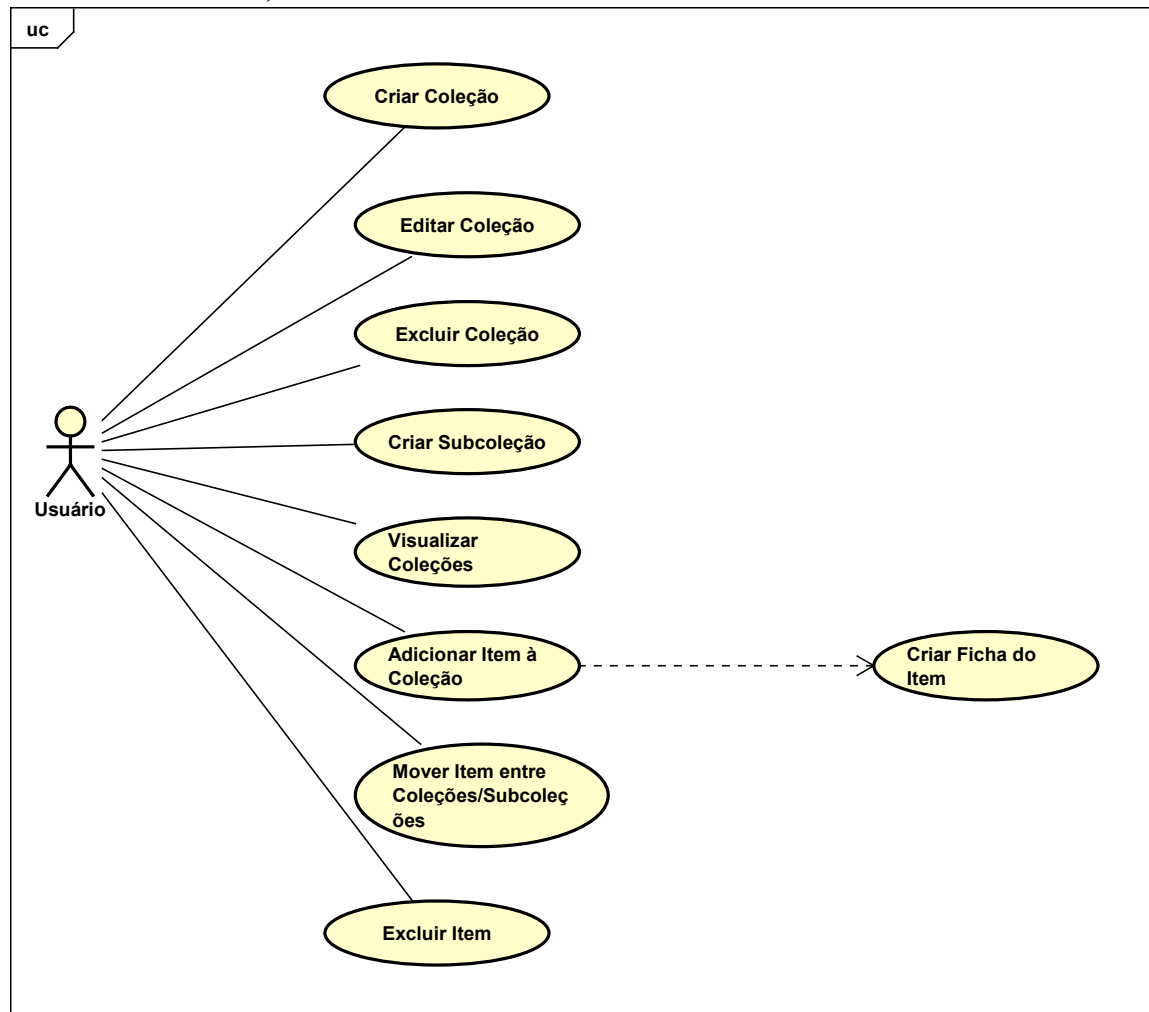 uc
Criar Coleção
Editar Coleção
Excluir Coleção
Criar Subcoleção
Usuário
Visualizar
Coleções
Adicionar Item à
Coleção
Criar Ficha do
Item
Mover Item entre
Coleções/Subcoleç
ões
Excluir Item